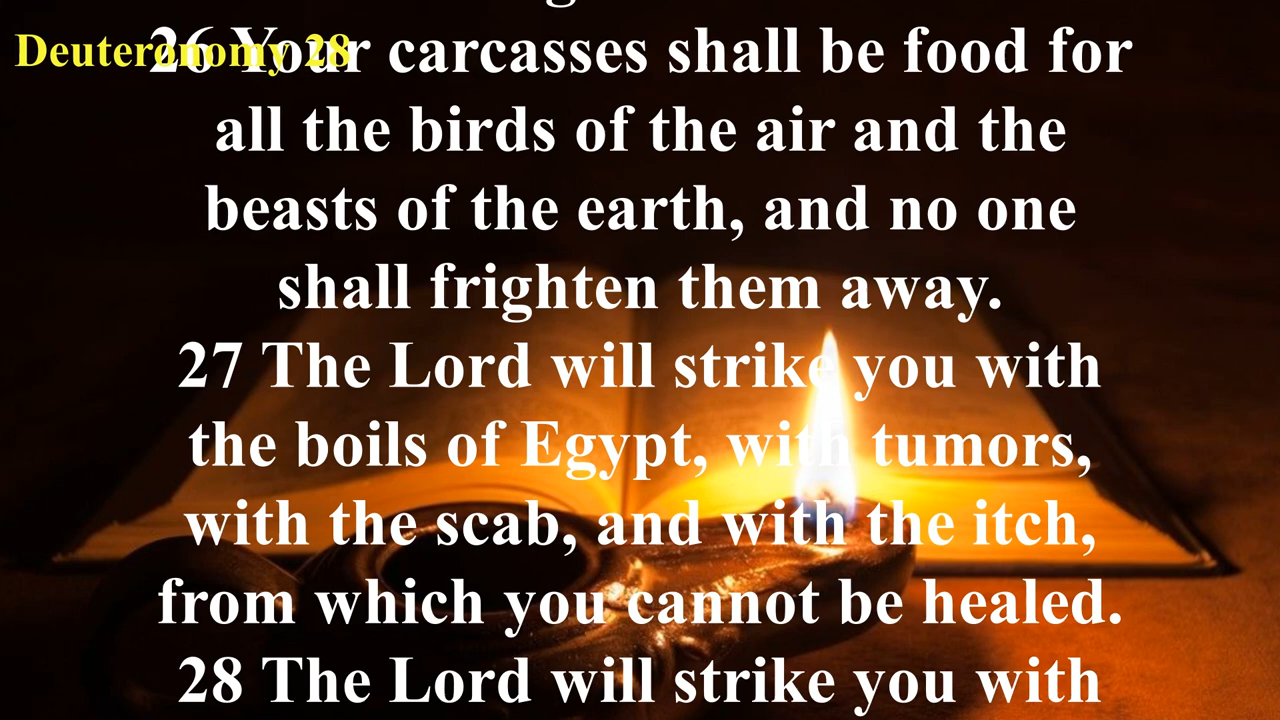 Deuteronomy 28
26 Your carcasses shall be food for
all the birds of the air and the
beasts of the earth, and no one
shall frighten them away.
27 The Lord will strike you with
the boils of Egypt, with tumors,
with the scab, and with the itch,
from which you cannot be healed.
28 The Lord will strike you with